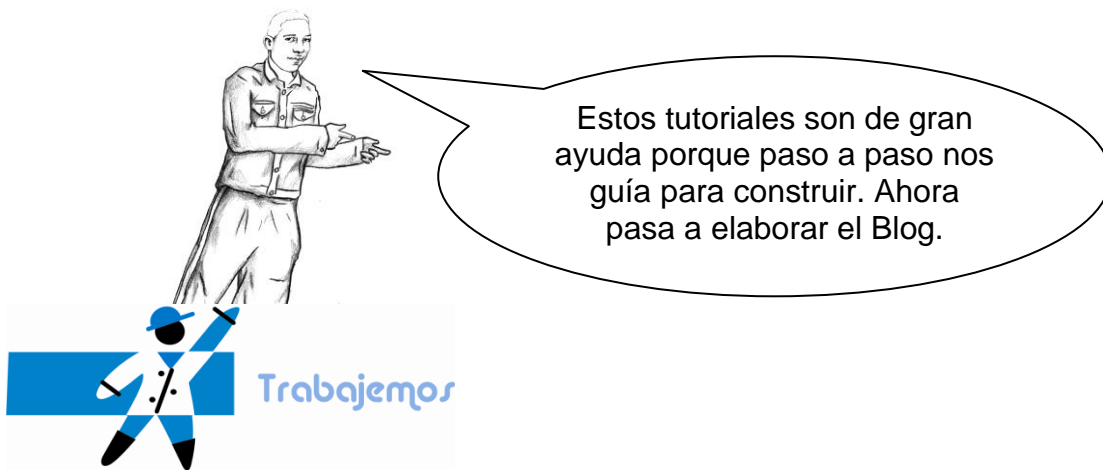 Estos tutoriales son de gran
ayuda porque paso a paso nos
guía para construir. Ahora
pasa a elaborar el Blog.
Trabajemos